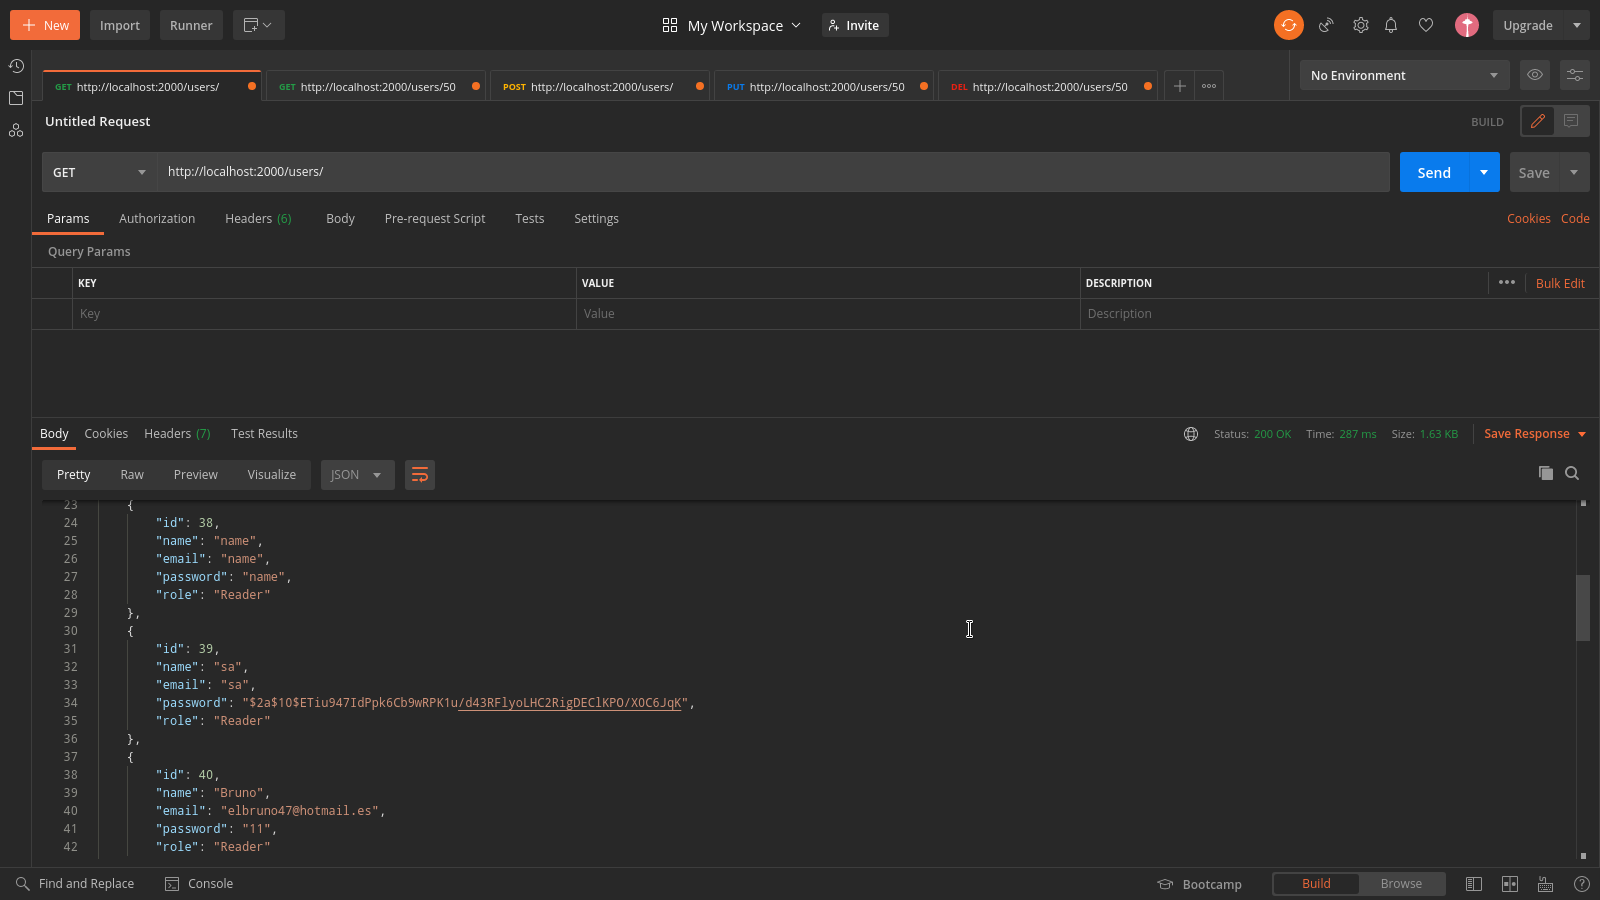 New
Import
Runner
My Workspace
Invite
Upgrade
GET http://localhost:2000/users/
GET http://localhost:2000/users/50
POST http://localhost:2000/users/
PUT http://localhost:2000/users/50
DEL http://localhost:2000/users/50
No Environment
Untitled Request
BUILD
GET
http://localhost:2000/users/
Send
Save
Params
Authorization
Headers (6)
Body
Pre-request Script
Tests
Settings
Cookies
Code
Query Params
KEY
VALUE
DESCRIPTION
Bulk Edit
Key
Value
Description
Body
Cookies
Headers (7)
Test Results
Status: 200 OK
Time: 287 ms
Size: 1.63 KB
Save Response
Pretty
Raw
Preview
Visualize
JSON
23 {
24 "id": 38,
25 "name": "name",
26 "email": "name",
27 "password": "name",
28 "role": "Reader"
29 },
30 {
31 "id": 39,
32 "name": "sa",
33 "email": "sa",
34 "password": "$2a$10$ETiu947IdPpk6Cb9wRPK1u/d43RFlyoLHC2RigDEClKPO/XOC6JqK",
35 "role": "Reader"
36 },
37 {
38 "id": 40,
39 "name": "Bruno",
40 "email": "elbruno47@hotmail.es",
41 "password": "11",
42 "role": "Reader"
Find and Replace
Console
Bootcamp
Build
Browse